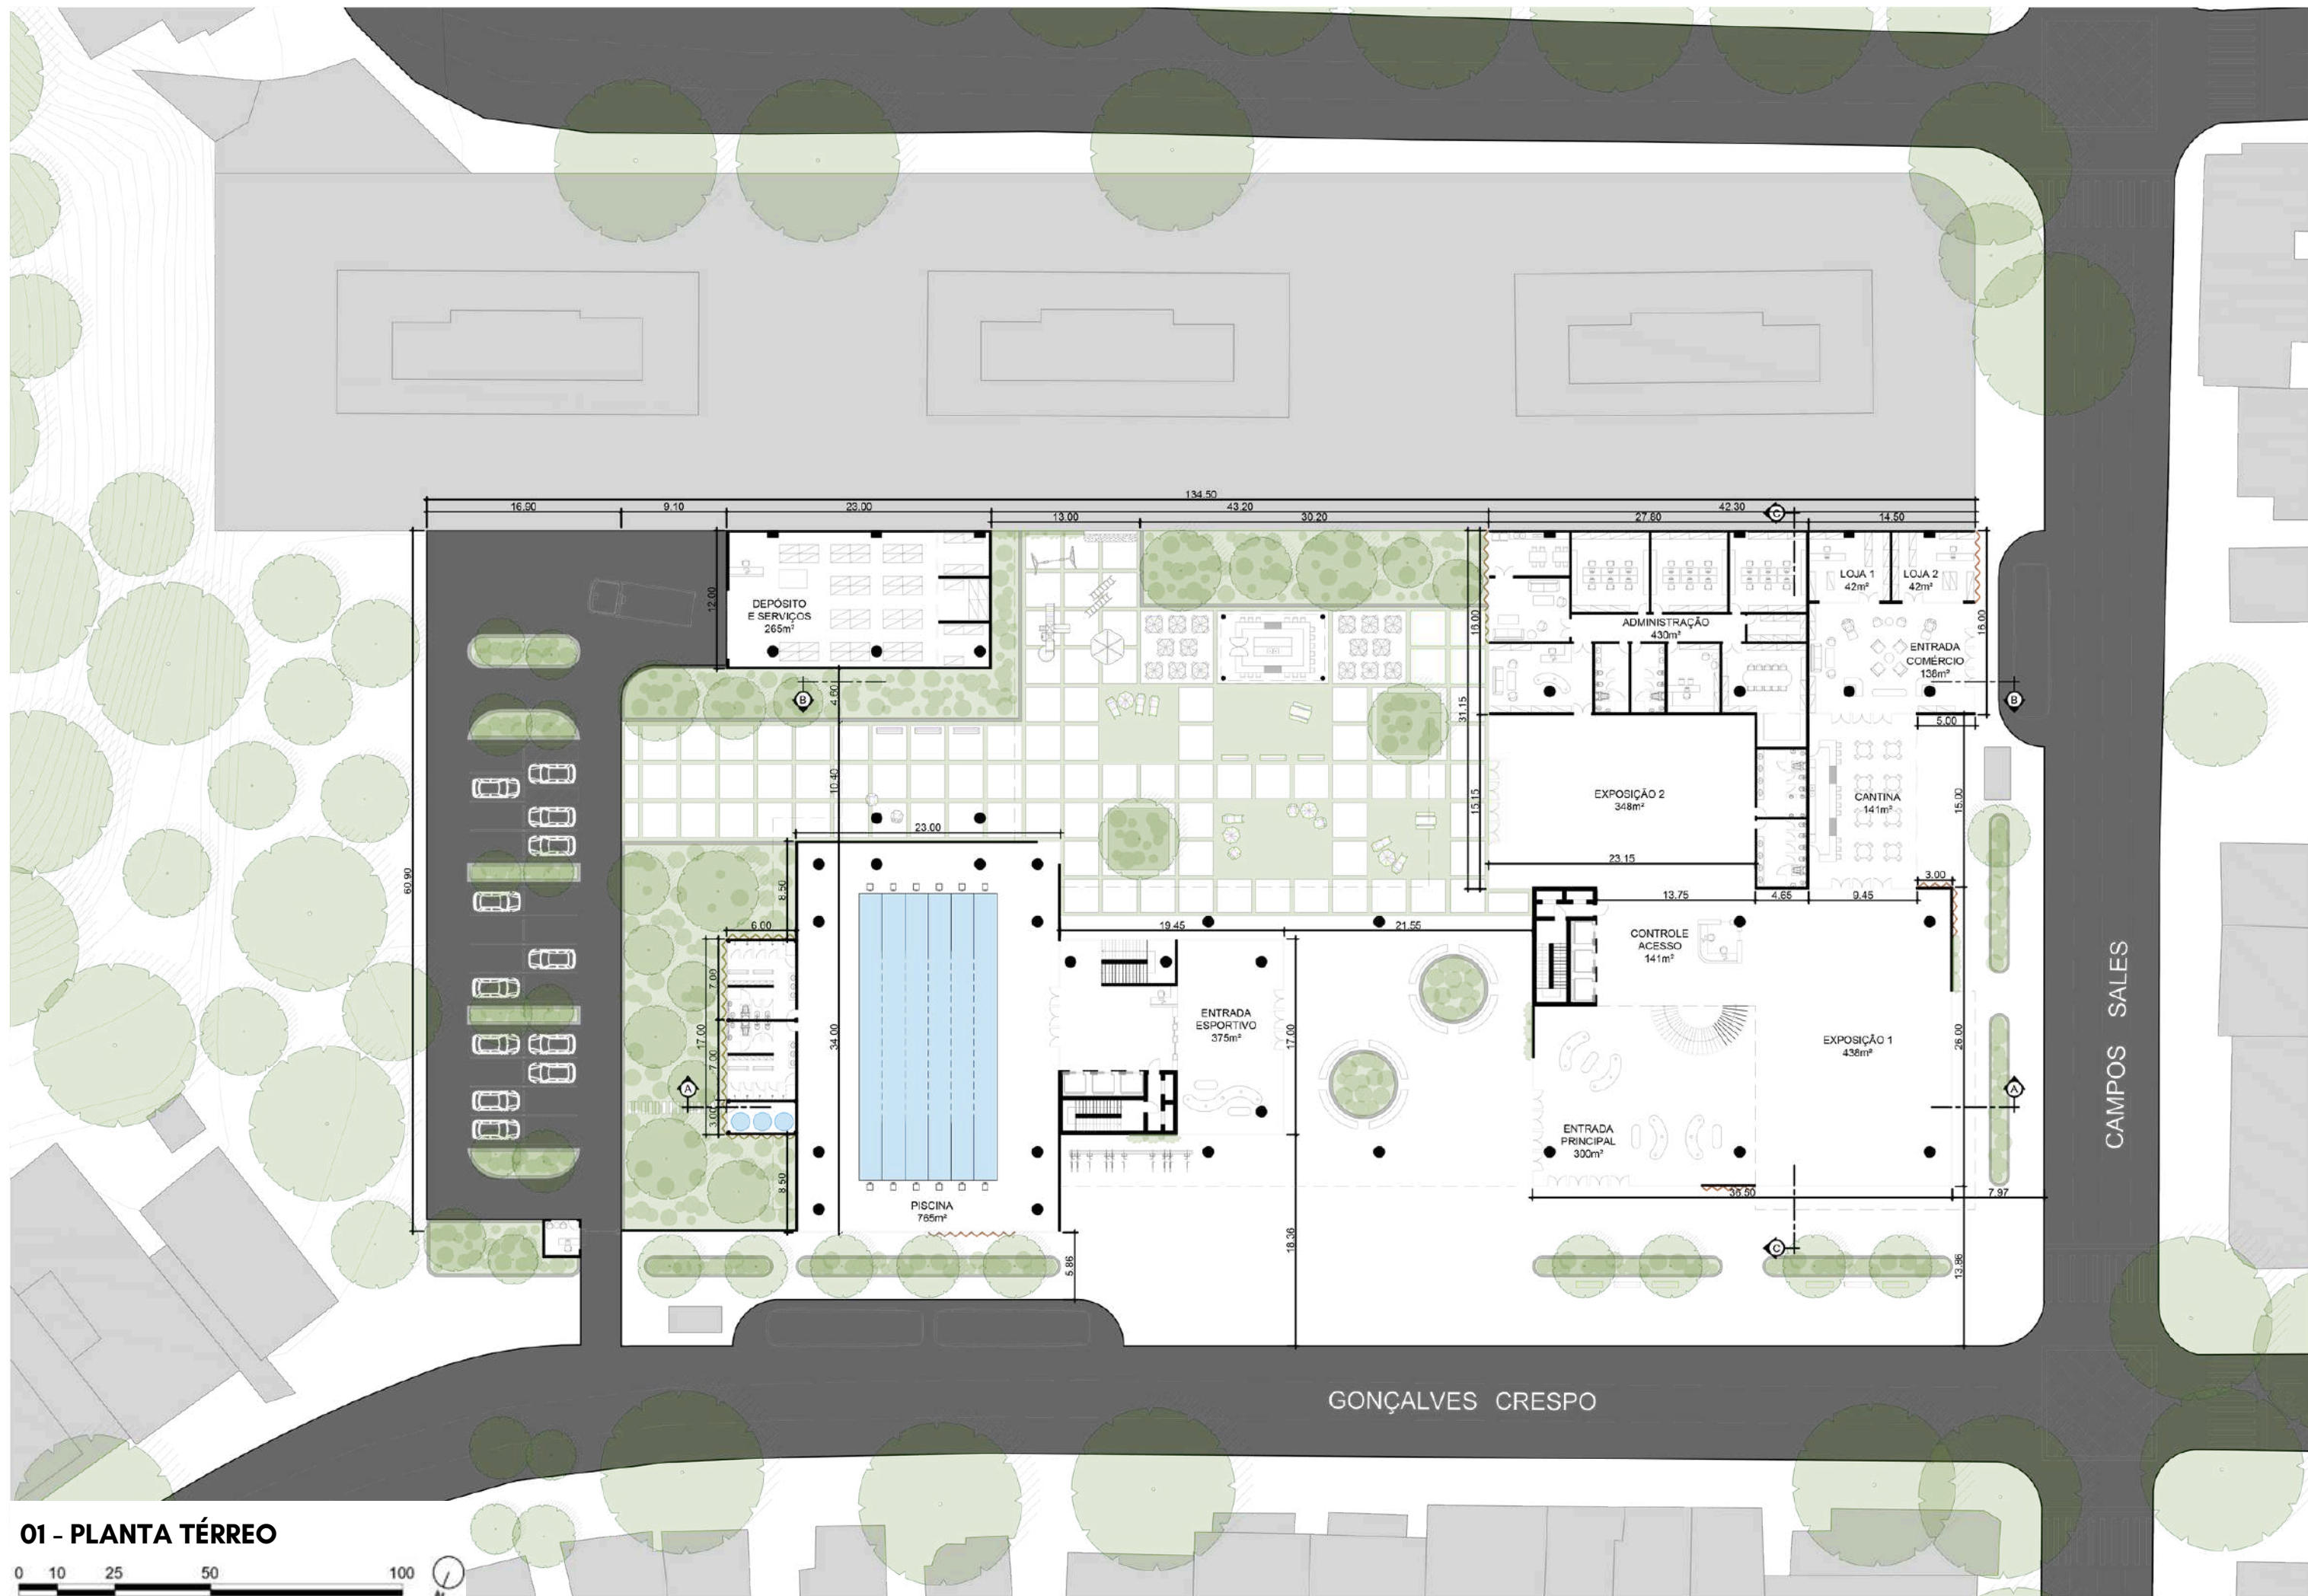 134.50
16.90
9.10
23.00
43.20
42.30
13.00
30.20
27.60
14.50
12.00
DEPÓSITO
E SERVIÇOS
265m²
LOJA 1
42m²
LOJA 2
42m²
16.00
ADMINISTRAÇÃO
430m²
16.00
ENTRADA
COMÉRCIO
138m²
C
B
4.60
31.15
B
5.00
10.40
15.15
EXPOSIÇÃO 2
348m²
CANTINA
141m²
15.00
23.00
23.15
60.90
8.50
3.00
13.75
4.65
9.45
6.00
19.45
21.55
CONTROLE
ACESSO
141m²
7.00
ENTRADA
ESPORTIVO
375m²
17.00
34.00
17.00
EXPOSIÇÃO 1
438m²
26.00
7.00
A
A
3.00
ENTRADA
PRINCIPAL
300m²
8.50
PISCINA
765m²
36.50
7.97
18.36
C
5.86
13.86
CAMPOS SALES
GONÇALVES CRESPO
01 - PLANTA TÉRREO
0 10 25 50 100